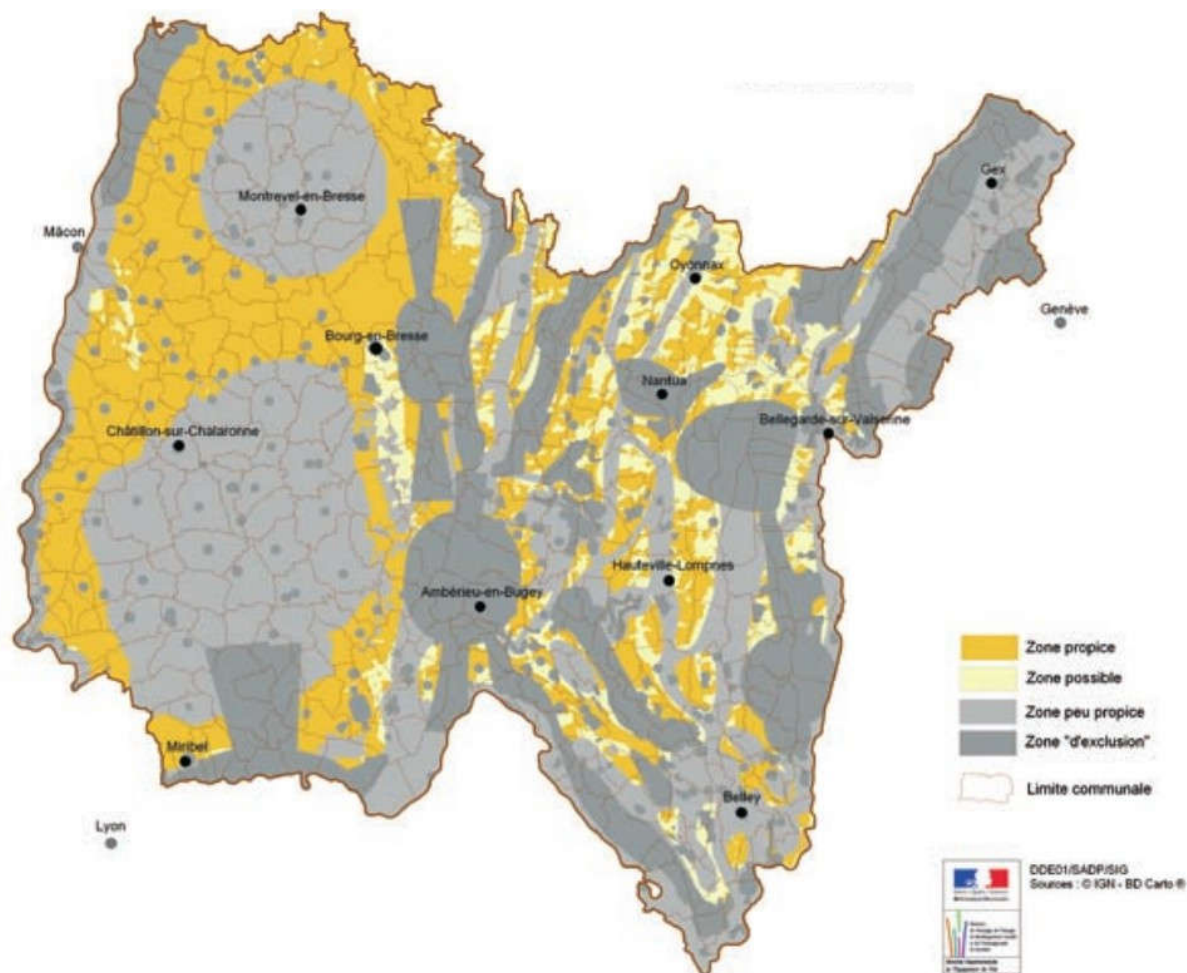 Gex
Montrevel-en-Bresse
Mâcon
Oyonnax
Genève
Bourg-en-Bresse
Nantua
Bellegarde-sur-Valserine
Châtillon-sur-Chalaronne
Hauteville-Lompnes
Ambérieu-en-Bugey
Miribel
Belley
Lyon
Zone propice
Zone possible
Zone peu propice
Zone "d'exclusion"
Limite communale
DDE01/SADP/SIG
Sources : © IGN - BD Carto ®